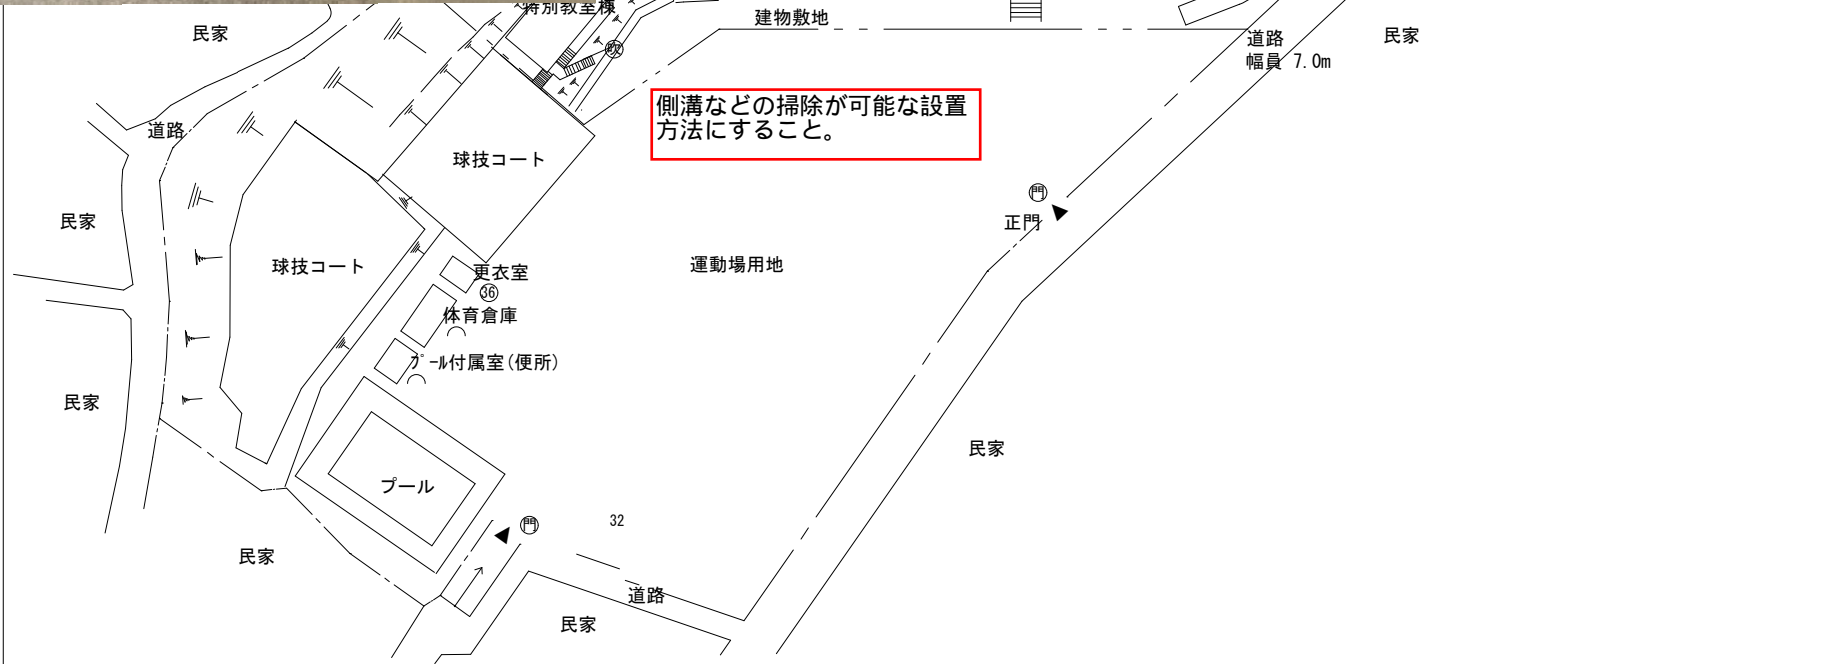 特別教室棟
建物敷地
民家
道路
幅員 7.0m
民家
吹
側溝などの掃除が可能な設置
方法にすること。
道路
球技コート
門
正門
民家
球技コート
運動場用地
更衣室
36
体育倉庫
プール付属室(便所)
民家
民家
プール
32
門
民家
道路
民家